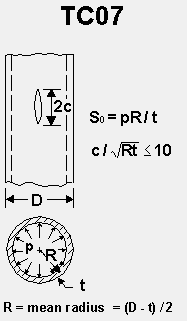 TC07
2c
S₀ = pR / t
c / √Rt ≤ 10
D
p
R
t
R = mean radius = (D - t) / 2